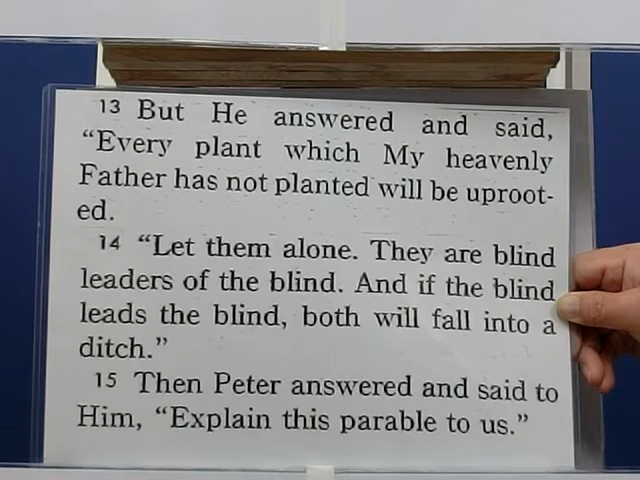 13 But He answered and said,
“Every plant which My heavenly
Father has not planted will be uproot-
ed.
14 “Let them alone. They are blind
leaders of the blind. And if the blind
leads the blind, both will fall into a
ditch.”
15 Then Peter answered and said to
Him, “Explain this parable to us.”